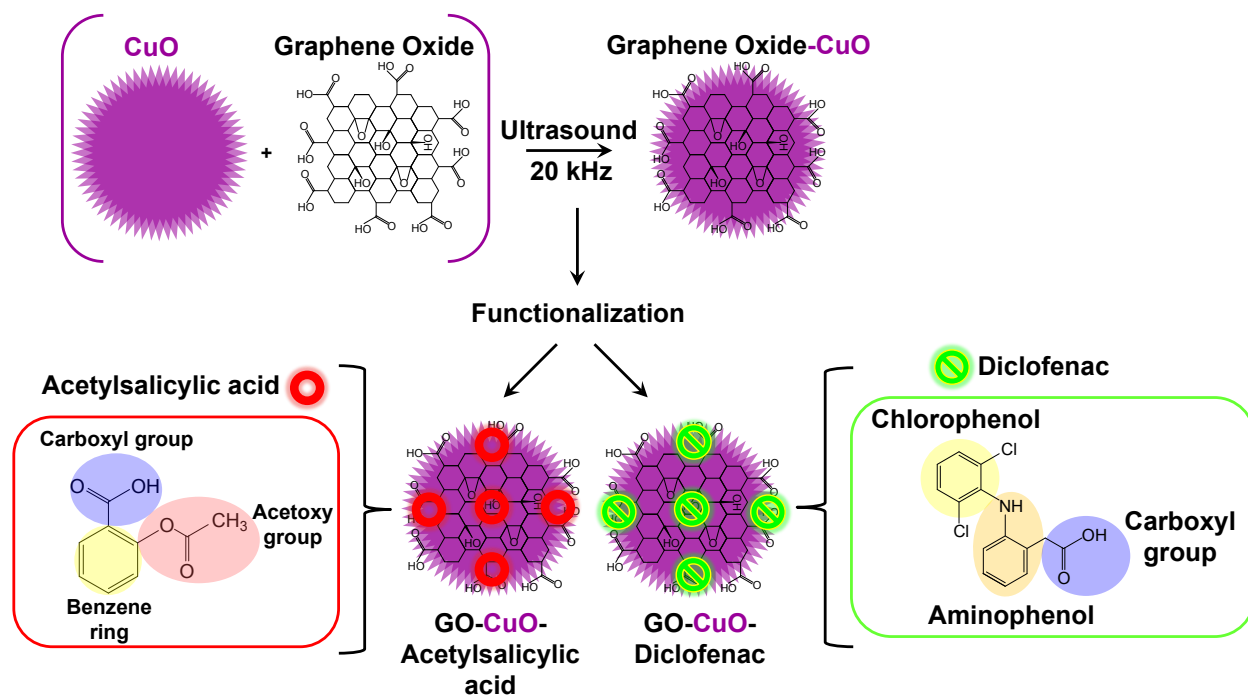 CuO
Graphene Oxide
+
Ultrasound
20 kHz
Graphene Oxide-CuO
Functionalization
Acetylsalicylic acid
Carboxyl group
O
OH
O
CH3
O
Acetoxy
group
Benzene
ring
GO-CuO-
Acetylsalicylic
acid
GO-CuO-
Diclofenac
Diclofenac
Chlorophenol
Cl
NH
Cl
OH
O
Carboxyl
group
Aminophenol